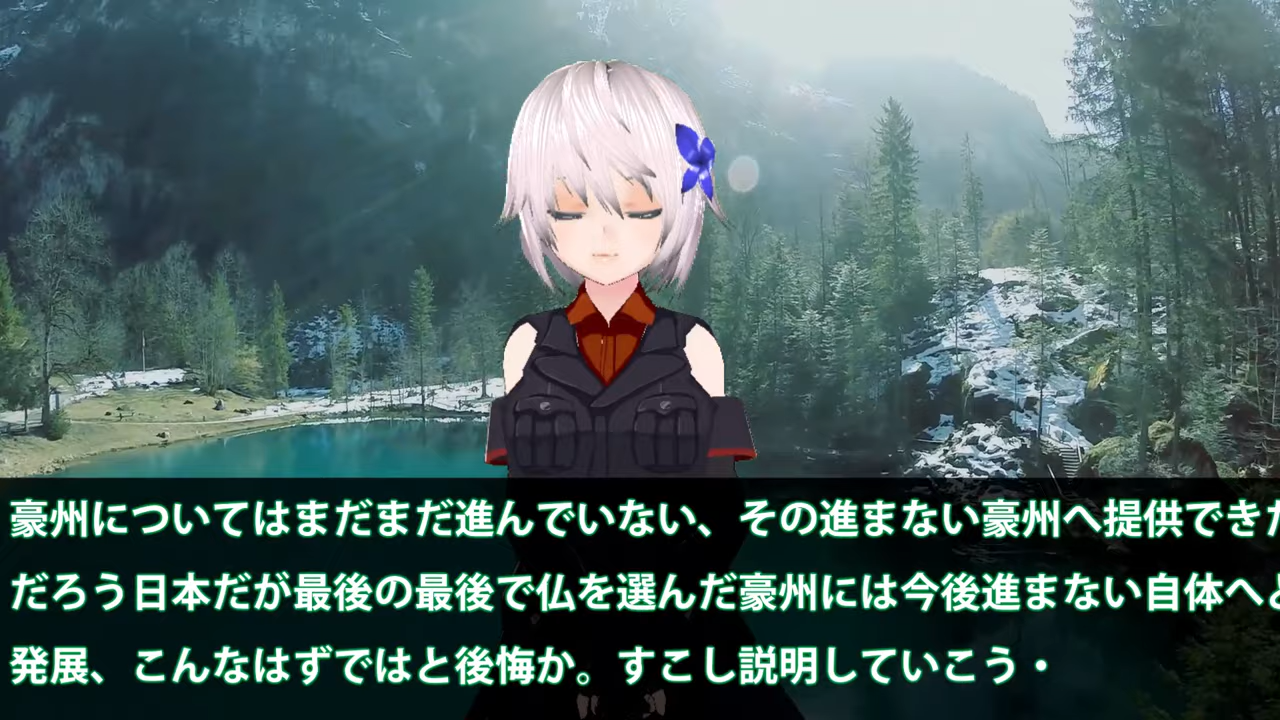 豪州についてはまだまだ進んでいない、その進まない豪州へ提供できた
だろう日本だが最後の最後で仏を選んだ豪州には今後進まない自体へと
発展、こんなはずではと後悔か。すこし説明していこう・